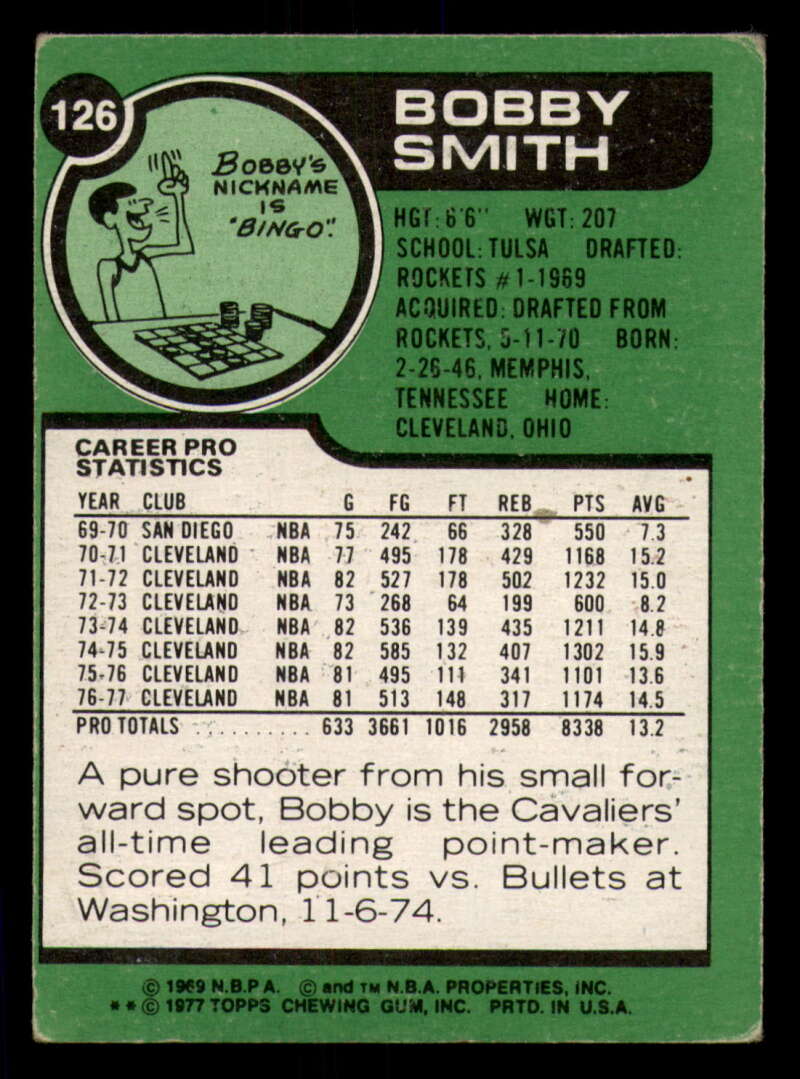 126
BOBBY
SMITH
BOBBY'S
NICKNAME
IS
"BINGO".
HGT: 6'6" WGT: 207
SCHOOL: TULSA DRAFTED:
ROCKETS #1-1969
ACQUIRED: DRAFTED FROM
ROCKETS, 5-11-70 BORN:
2-26-46, MEMPHIS,
TENNESSEE HOME:
CLEVELAND, OHIO
CAREER PRO
STATISTICS
YEAR CLUB G FG FT REB PTS AVG
69-70 SAN DIEGO NBA 75 242 66 328 550 7.3
70-71 CLEVELAND NBA 77 495 178 429 1168 15.2
71-72 CLEVELAND NBA 82 527 178 502 1232 15.0
72-73 CLEVELAND NBA 73 268 64 199 600 8.2
73-74 CLEVELAND NBA 82 536 139 435 1211 14.8
74-75 CLEVELAND NBA 82 585 132 407 1302 15.9
75-76 CLEVELAND NBA 81 495 111 341 1101 13.6
76-77 CLEVELAND NBA 81 513 148 317 1174 14.5
PRO TOTALS . . . . . . . . . . . 633 3661 1016 2958 8338 13.2
A pure shooter from his small for-
ward spot, Bobby is the Cavaliers'
all-time leading point-maker.
Scored 41 points vs. Bullets at
Washington, 11-6-74.
© 1969 N.B.P A. © and TM N.B.A. PROPERTIES, INC.
* * © 1977 TOPPS CHEWING GUM, INC. PRTD. IN U.S.A.